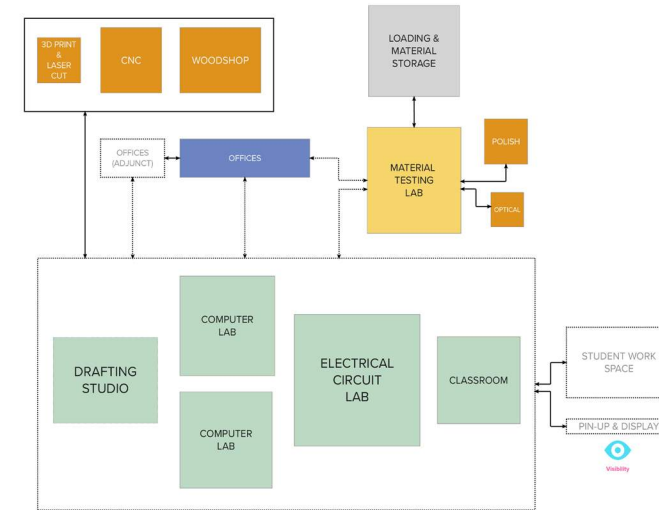 3D PRINT
&
LASER
CUT
CNC
WOODSHOP
LOADING &
MATERIAL
STORAGE
OFFICES
(ADJUNCT)
OFFICES
MATERIAL
TESTING
LAB
POLISH
OPTICAL
DRAFTING
STUDIO
COMPUTER
LAB
COMPUTER
LAB
ELECTRICAL
CIRCUIT
LAB
CLASSROOM
STUDENT WORK
SPACE
PIN-UP & DISPLAY
Visibility